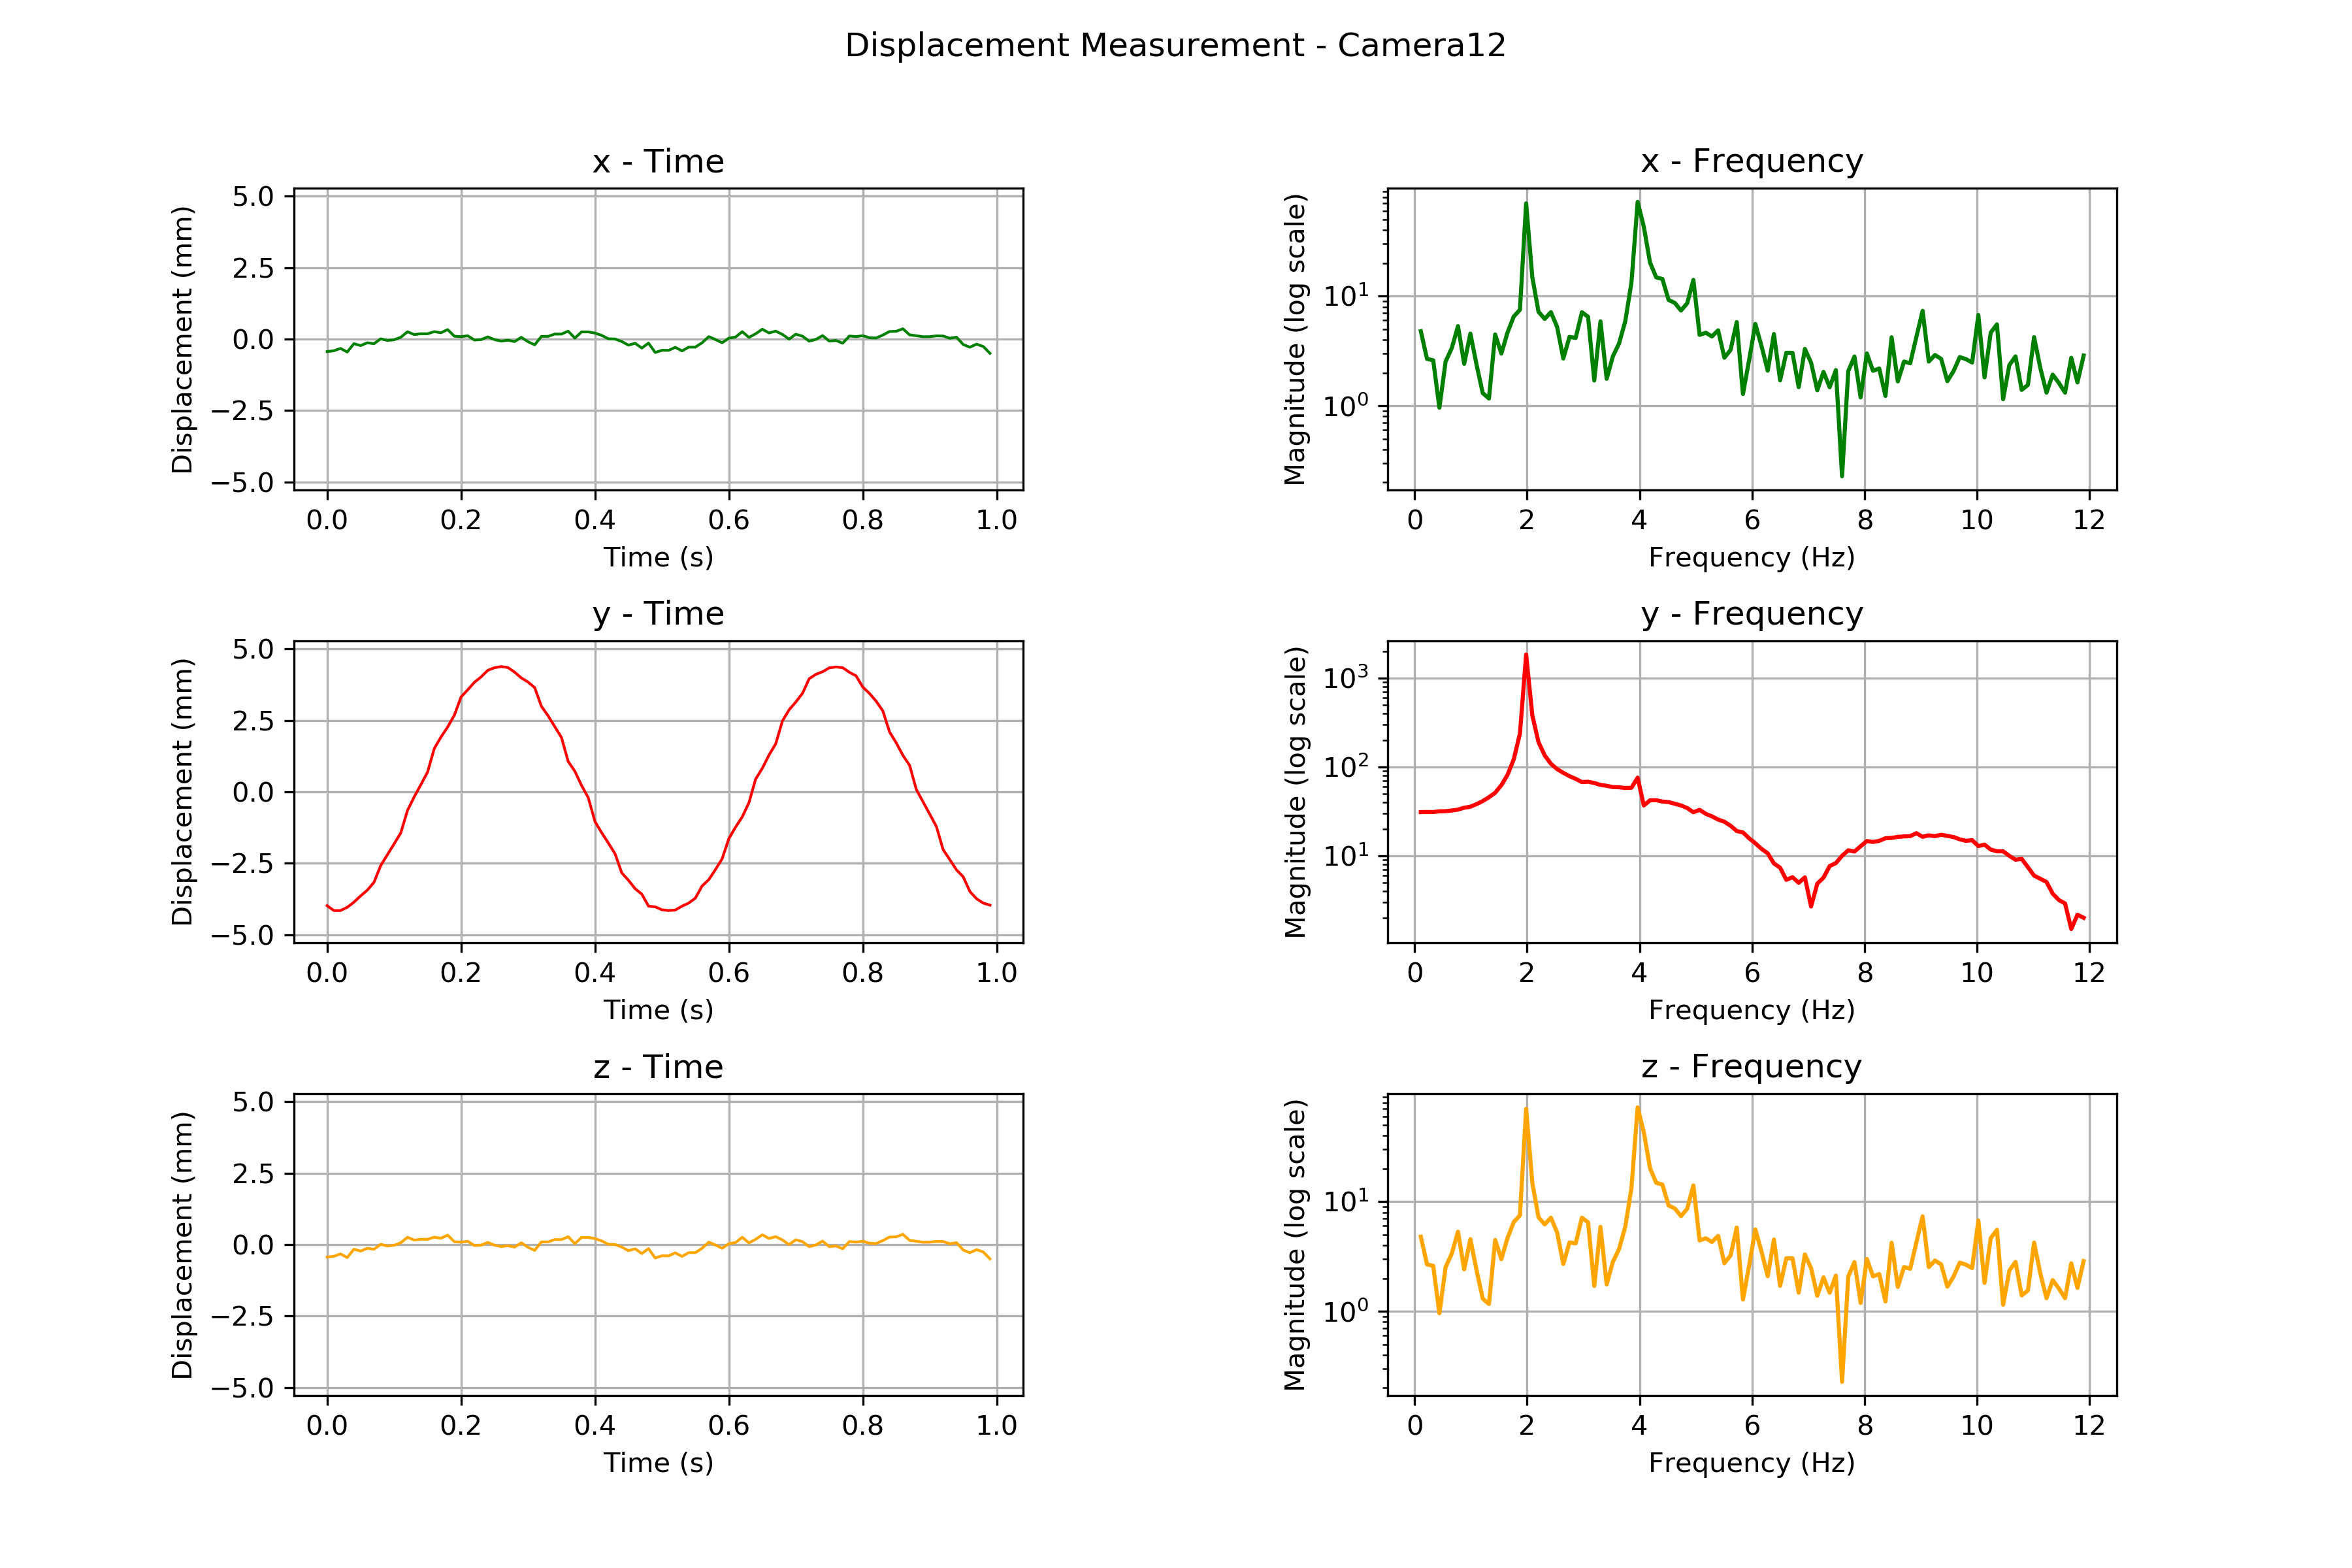 Displacement Measurement - Camera12
x - Time
Displacement (mm)
5.0
2.5
0.0
−2.5
−5.0
0.0 0.2 0.4 0.6 0.8 1.0
Time (s)
x - Frequency
Magnitude (log scale)
10¹
10⁰
0 2 4 6 8 10 12
Frequency (Hz)
y - Time
Displacement (mm)
5.0
2.5
0.0
−2.5
−5.0
0.0 0.2 0.4 0.6 0.8 1.0
Time (s)
y - Frequency
Magnitude (log scale)
10³
10²
10¹
0 2 4 6 8 10 12
Frequency (Hz)
z - Time
Displacement (mm)
5.0
2.5
0.0
−2.5
−5.0
0.0 0.2 0.4 0.6 0.8 1.0
Time (s)
z - Frequency
Magnitude (log scale)
10¹
10⁰
0 2 4 6 8 10 12
Frequency (Hz)